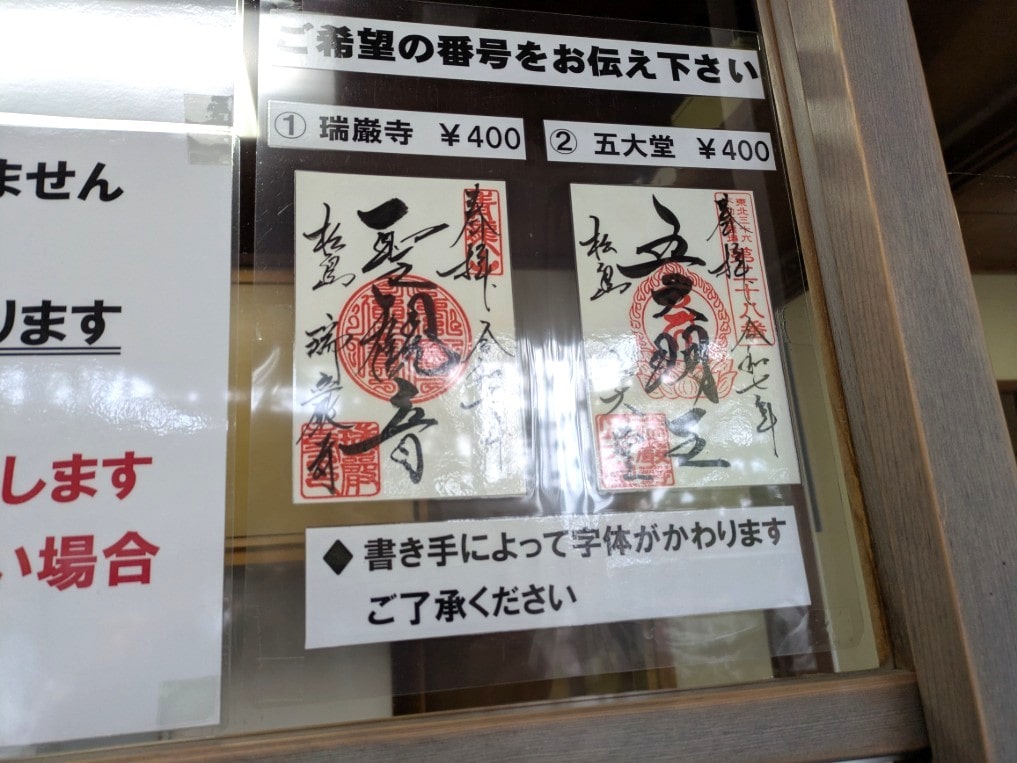 ません
ります
します
い場合
ご希望の番号をお伝え下さい
① 瑞巌寺 ￥400
② 五大堂 ￥400
奉拝
聖観音
松島 瑞巌寺
奉拝 令和七年
五大明王
松島 五大堂
◆書き手によって字体がかわります
ご了承ください